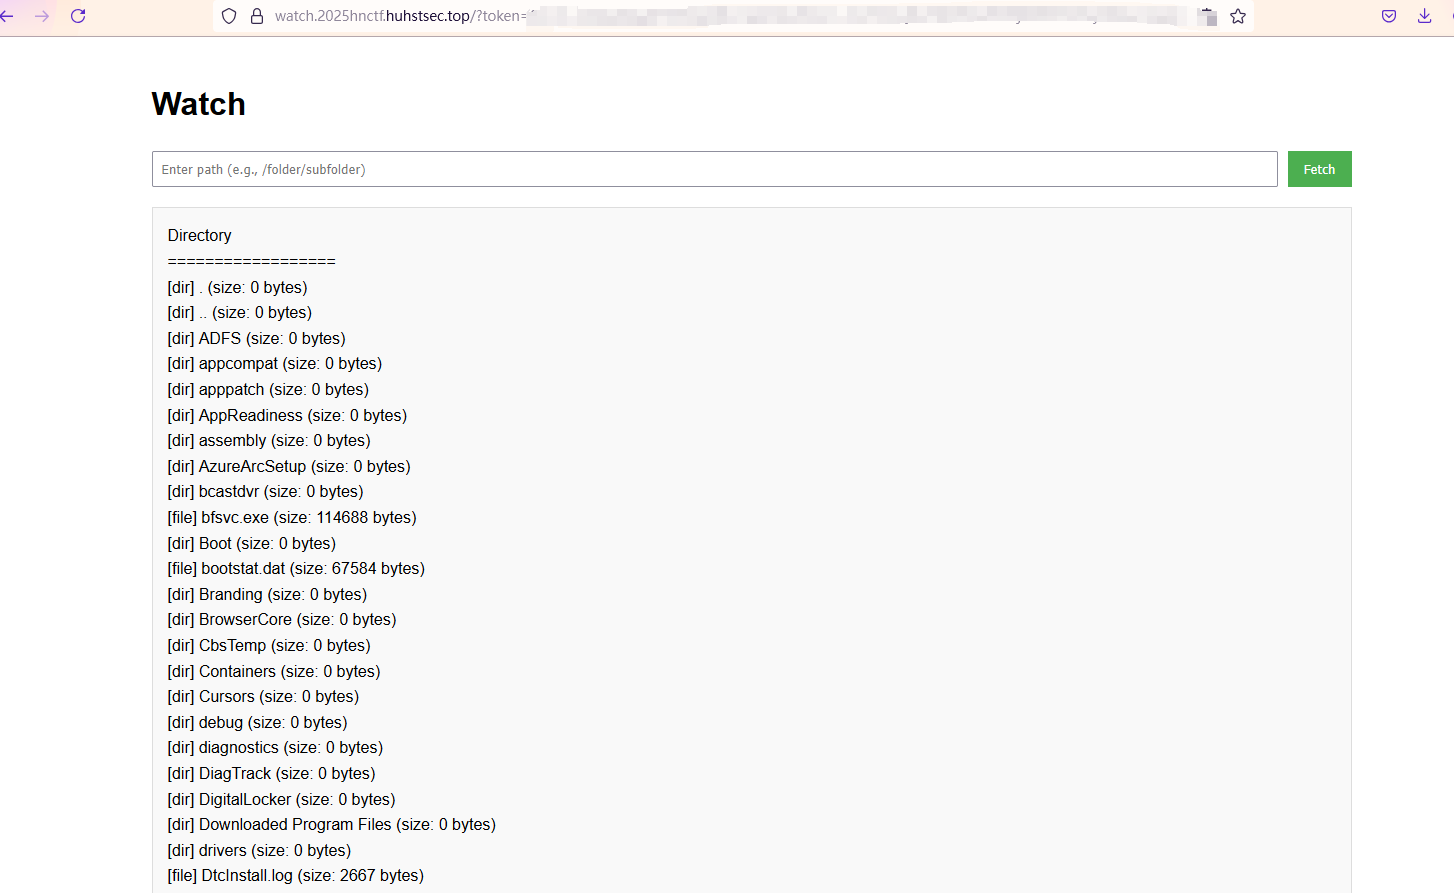 watch.2025hnctf.huhstsec.top/?token=
Watch
Enter path (e.g., /folder/subfolder)
Fetch
Directory
==================
[dir] . (size: 0 bytes)
[dir] .. (size: 0 bytes)
[dir] ADFS (size: 0 bytes)
[dir] appcompat (size: 0 bytes)
[dir] apppatch (size: 0 bytes)
[dir] AppReadiness (size: 0 bytes)
[dir] assembly (size: 0 bytes)
[dir] AzureArcSetup (size: 0 bytes)
[dir] bcastdvr (size: 0 bytes)
[file] bfsvc.exe (size: 114688 bytes)
[dir] Boot (size: 0 bytes)
[file] bootstat.dat (size: 67584 bytes)
[dir] Branding (size: 0 bytes)
[dir] BrowserCore (size: 0 bytes)
[dir] CbsTemp (size: 0 bytes)
[dir] Containers (size: 0 bytes)
[dir] Cursors (size: 0 bytes)
[dir] debug (size: 0 bytes)
[dir] diagnostics (size: 0 bytes)
[dir] DiagTrack (size: 0 bytes)
[dir] DigitalLocker (size: 0 bytes)
[dir] Downloaded Program Files (size: 0 bytes)
[dir] drivers (size: 0 bytes)
[file] DtcInstall.log (size: 2667 bytes)